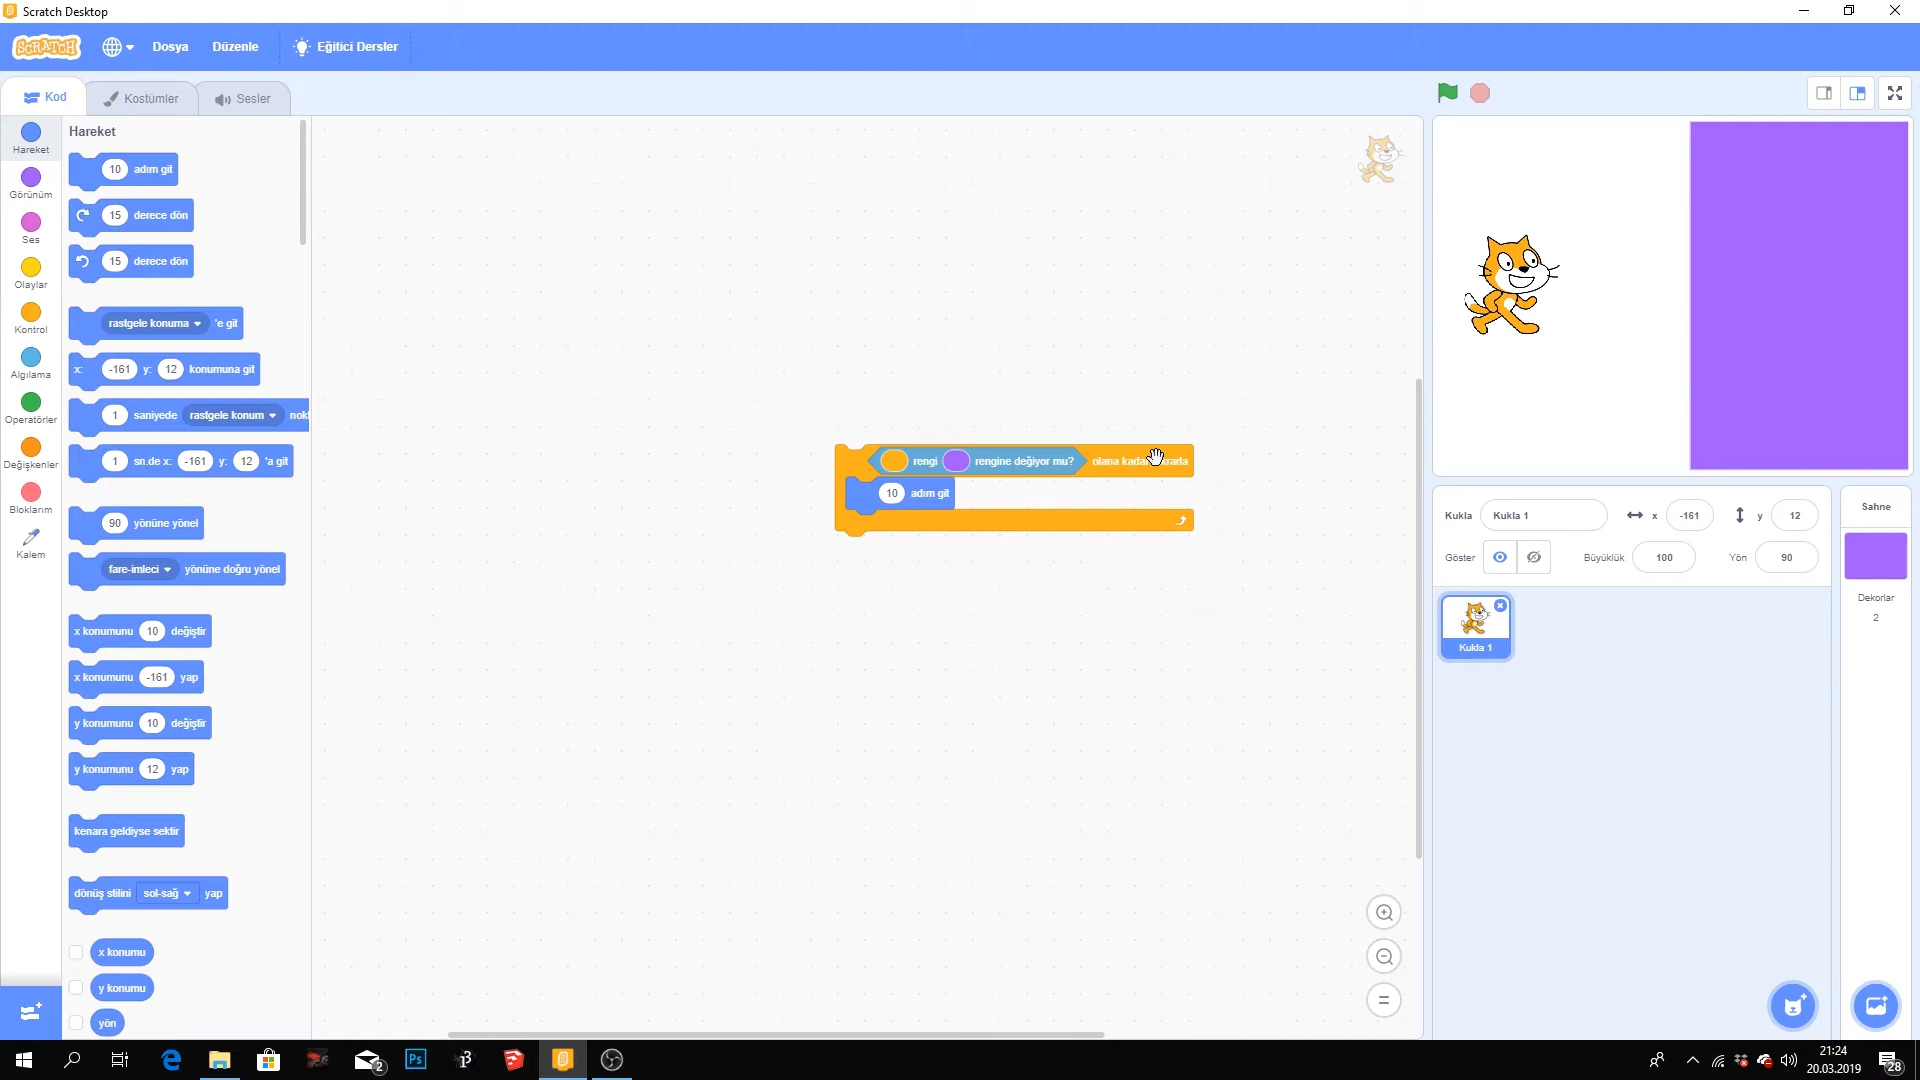 Scratch Desktop
SCRATCH
Dosya
Düzenle
Eğitici Dersler
Kod
Kostümler
Sesler
Hareket
Görünüm
Ses
Olaylar
Kontrol
Algılama
Operatörler
Değişkenler
Bloklarım
Kalem
Hareket
10 adım git
15 derece dön
15 derece dön
rastgele konuma 'e git
x: -161 y: 12 konumuna git
1 saniyede rastgele konum
1 sn.de x: -161 y: 12 'a git
90 yönüne yönel
fare-imleci yönüne doğru yönel
x konumunu 10 değiştir
x konumunu -161 yap
y konumunu 10 değiştir
y konumunu 12 yap
kenara geldiyse sektir
dönüş stilini sol-sağ yap
x konumu
y konumu
yön
rengi rengine değiyor mu? olana
10 adım git
Kukla Kukla 1 x -161 y 12
Göster Büyüklük 100 Yön 90
Kukla 1
Sahne
Dekorlar
2
2
Ps
21:24
20.03.2019
28